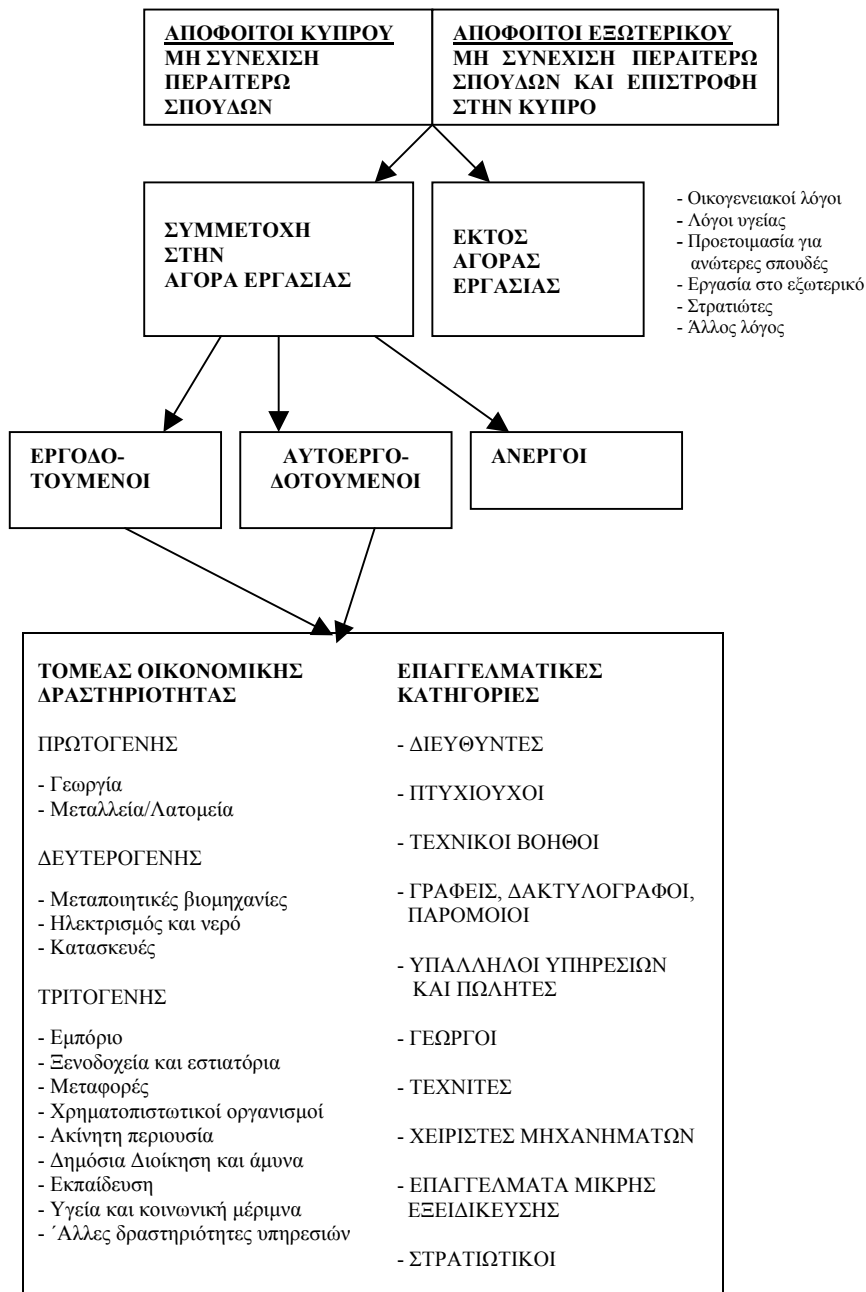 ΑΠΟΦΟΙΤΟΙ ΚΥΠΡΟΥ
ΜΗ ΣΥΝΕΧΙΣΗ
ΠΕΡΑΙΤΕΡΩ
ΣΠΟΥΔΩΝ
ΑΠΟΦΟΙΤΟΙ ΕΞΩΤΕΡΙΚΟΥ
ΜΗ ΣΥΝΕΧΙΣΗ ΠΕΡΑΙΤΕΡΩ
ΣΠΟΥΔΩΝ ΚΑΙ ΕΠΙΣΤΡΟΦΗ
ΣΤΗΝ ΚΥΠΡΟ
ΣΥΜΜΕΤΟΧΗ
ΣΤΗΝ
ΑΓΟΡΑ ΕΡΓΑΣΙΑΣ
ΕΚΤΟΣ
ΑΓΟΡΑΣ
ΕΡΓΑΣΙΑΣ
- Οικογενειακοί λόγοι
- Λόγοι υγείας
- Προετοιμασία για
ανώτερες σπουδές
- Εργασία στο εξωτερικό
- Στρατιώτες
- Άλλος λόγος
ΕΡΓΟΔΟ-
ΤΟΥΜΕΝΟΙ
ΑΥΤΟΕΡΓΟ-
ΔΟΤΟΥΜΕΝΟΙ
ΑΝΕΡΓΟΙ
ΤΟΜΕΑΣ ΟΙΚΟΝΟΜΙΚΗΣ
ΔΡΑΣΤΗΡΙΟΤΗΤΑΣ
ΠΡΩΤΟΓΕΝΗΣ
- Γεωργία
- Μεταλλεία/Λατομεία
ΔΕΥΤΕΡΟΓΕΝΗΣ
- Μεταποιητικές βιομηχανίες
- Ηλεκτρισμός και νερό
- Κατασκευές
ΤΡΙΤΟΓΕΝΗΣ
- Εμπόριο
- Ξενοδοχεία και εστιατόρια
- Μεταφορές
- Χρηματοπιστωτικοί οργανισμοί
- Ακίνητη περιουσία
- Δημόσια Διοίκηση και άμυνα
- Εκπαίδευση
- Υγεία και κοινωνική μέριμνα
- ΄Αλλες δραστηριότητες υπηρεσιών
ΕΠΑΓΓΕΛΜΑΤΙΚΕΣ
ΚΑΤΗΓΟΡΙΕΣ
- ΔΙΕΥΘΥΝΤΕΣ
- ΠΤΥΧΙΟΥΧΟΙ
- ΤΕΧΝΙΚΟΙ ΒΟΗΘΟΙ
- ΓΡΑΦΕΙΣ, ΔΑΚΤΥΛΟΓΡΑΦΟΙ,
ΠΑΡΟΜΟΙΟΙ
- ΥΠΑΛΛΗΛΟΙ ΥΠΗΡΕΣΙΩΝ
ΚΑΙ ΠΩΛΗΤΕΣ
- ΓΕΩΡΓΟΙ
- ΤΕΧΝΙΤΕΣ
- ΧΕΙΡΙΣΤΕΣ ΜΗΧΑΝΗΜΑΤΩΝ
- ΕΠΑΓΓΕΛΜΑΤΑ ΜΙΚΡΗΣ
ΕΞΕΙΔΙΚΕΥΣΗΣ
- ΣΤΡΑΤΙΩΤΙΚΟΙ